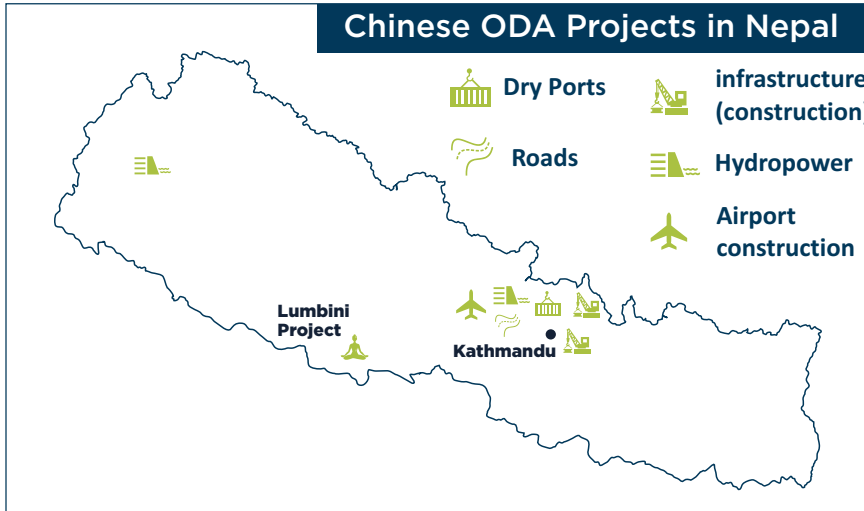 Chinese ODA Projects in Nepal
Dry Ports
infrastructure
(construction)
Roads
Hydropower
Airport
construction
Lumbini
Project
Kathmandu